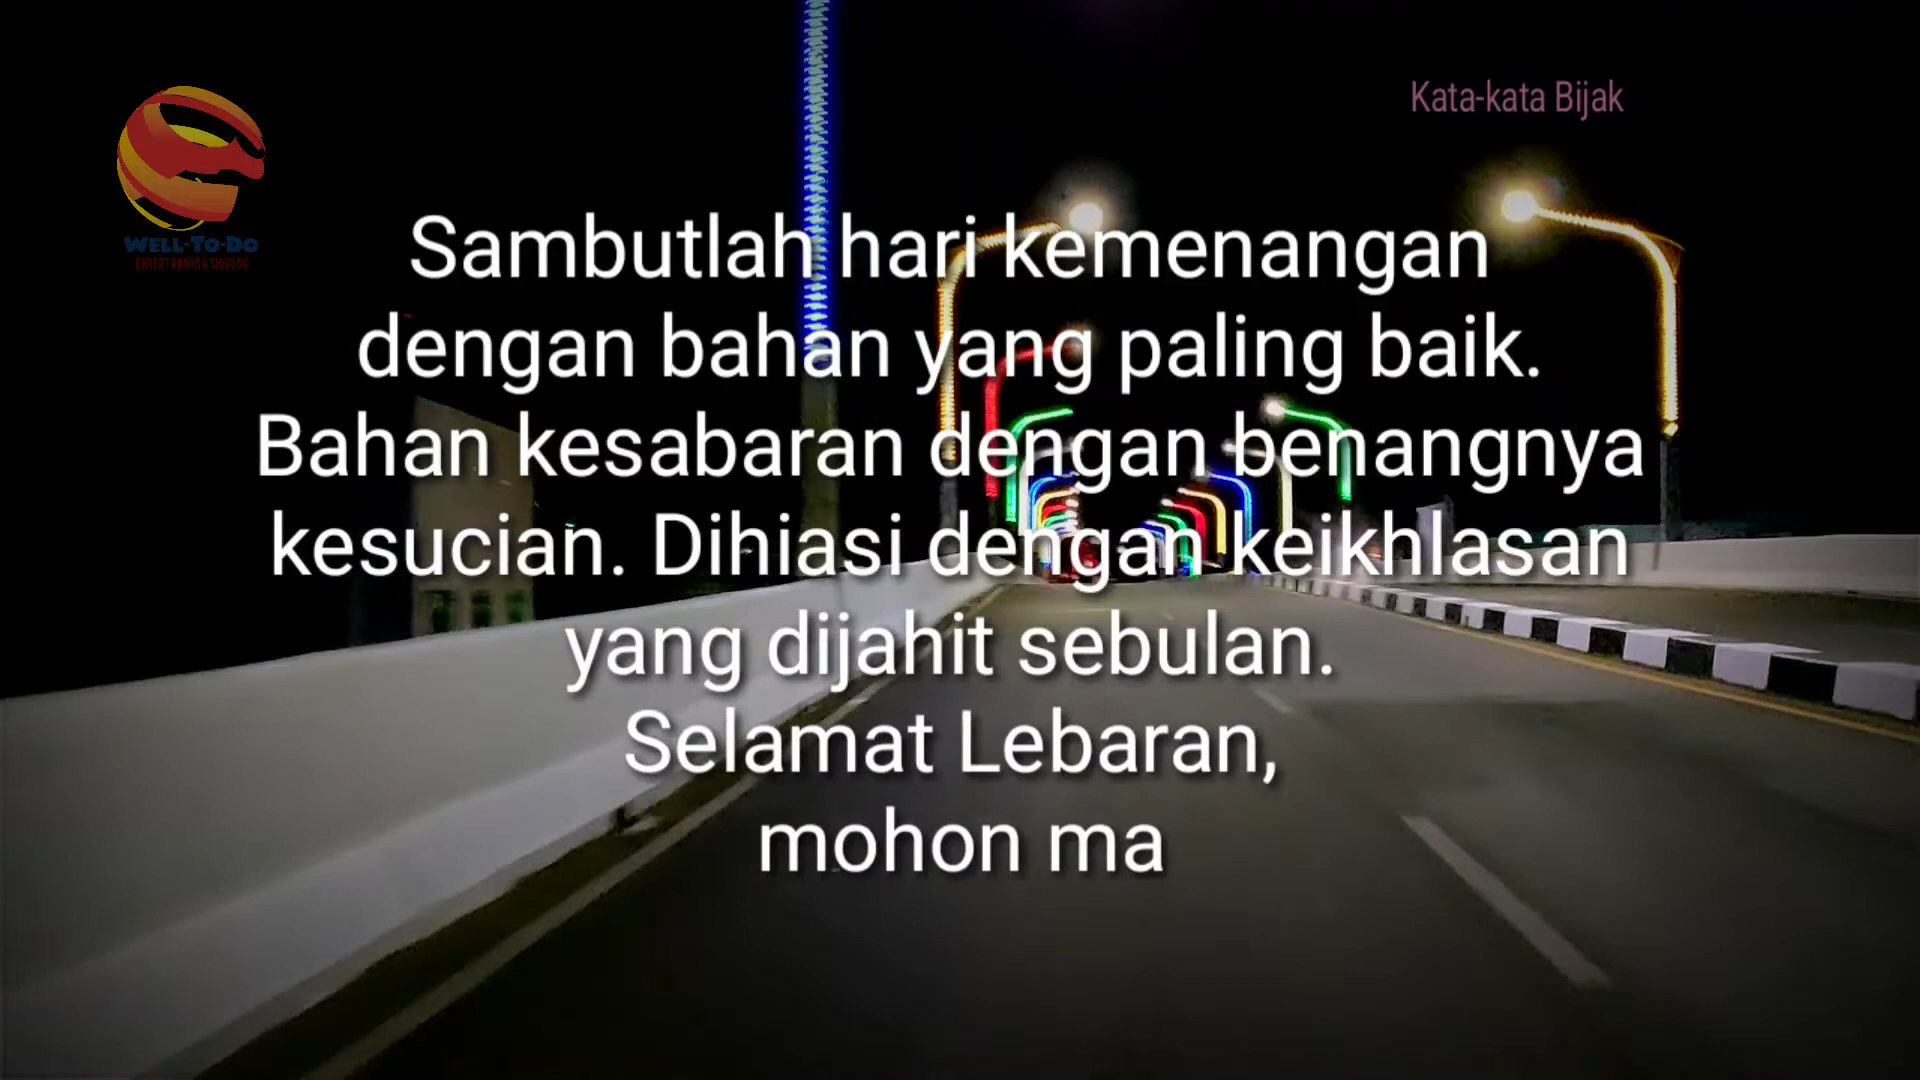 Kata-kata Bijak
WELL-TO-DO
Sambutlah hari kemenangan
dengan bahan yang paling baik.
Bahan kesabaran dengan benangnya
kesucian. Dihiasi dengan keikhlasan
yang dijahit sebulan.
Selamat Lebaran,
mohon ma